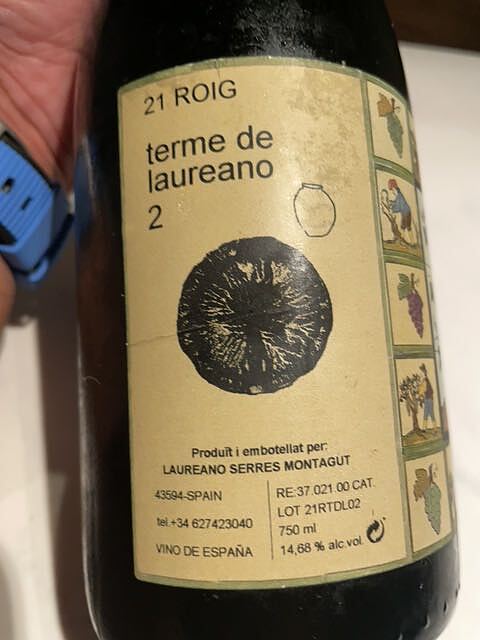 21 ROIG
terme de
laureano
2
Produït i embotellat per:
LAUREANO SERRES MONTAGUT
43594-SPAIN
tel.+34 627423040
VINO DE ESPAÑA
RE:37.021.00 CAT.
LOT 21RTDL02
750 ml
14,68 % alc.vol.